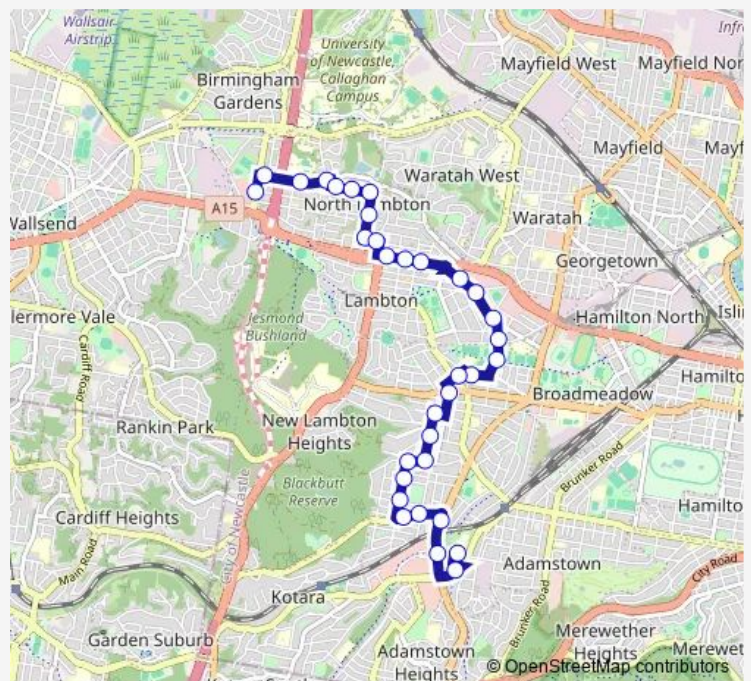 Wallsair
Airstrip
University
of Newcastle,
Callaghan
Campus
Birmingham
Gardens
Mayfield West
Mayfield Nor
Mayfield
Mayf
Waratah West
North Lambton
A15
Wallsend
Waratah
Georgetown
Lambton
Jesmond
Bushland
Hamilton North
Isli
llermore Vale
Cardiff Road
Hamilto
Broadmeadow
New Lambton
Heights
Rankin Park
Brunker Road
Blackbutt
Reserve
City of Newcastle
Hamilto
Cardiff Heights
Main Road
Adamstown
City Road
Kotara
Brunker Road
Garden Suburb
Merewether
Heights
Merewet
Adamstown
Heights
© OpenStreetMap contributors